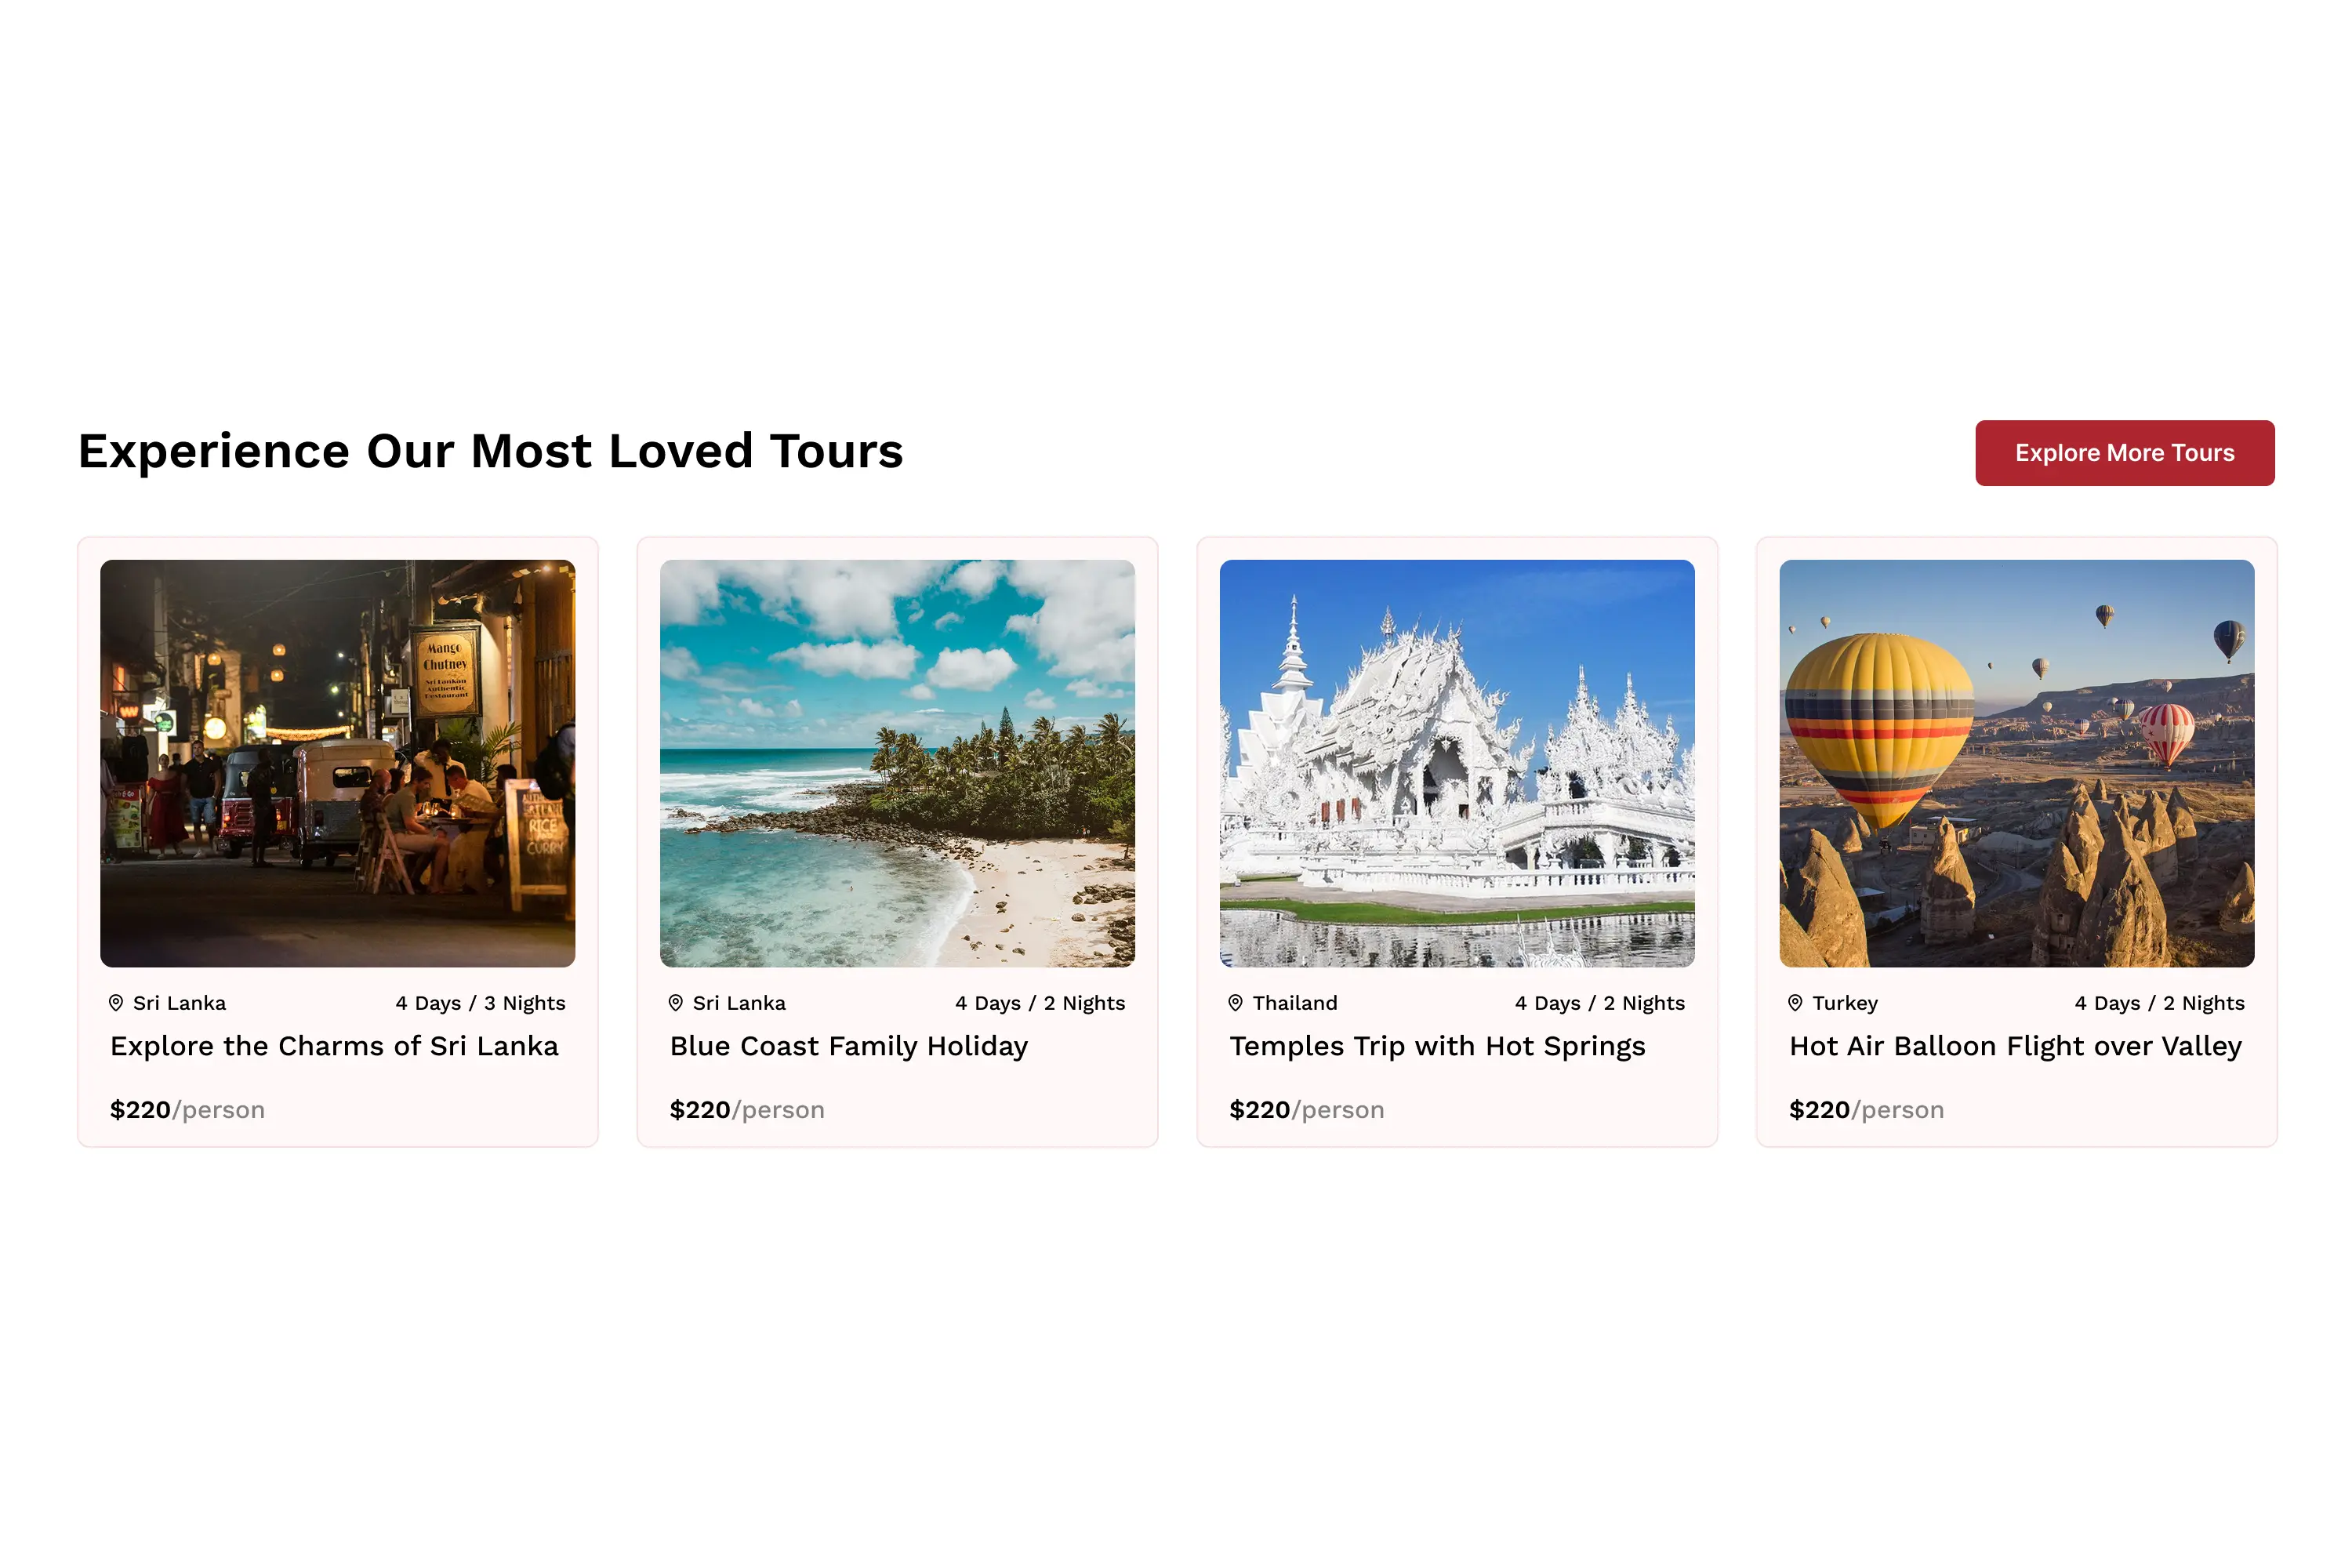 Experience Our Most Loved Tours
Explore More Tours
Mango
Chutney
Sri Lankan
Authentic
Restaurant
RICE
CURRY
Sri Lanka
4 Days / 3 Nights
Explore the Charms of Sri Lanka
$220/person
Sri Lanka
4 Days / 2 Nights
Blue Coast Family Holiday
$220/person
Thailand
4 Days / 2 Nights
Temples Trip with Hot Springs
$220/person
Turkey
4 Days / 2 Nights
Hot Air Balloon Flight over Valley
$220/person